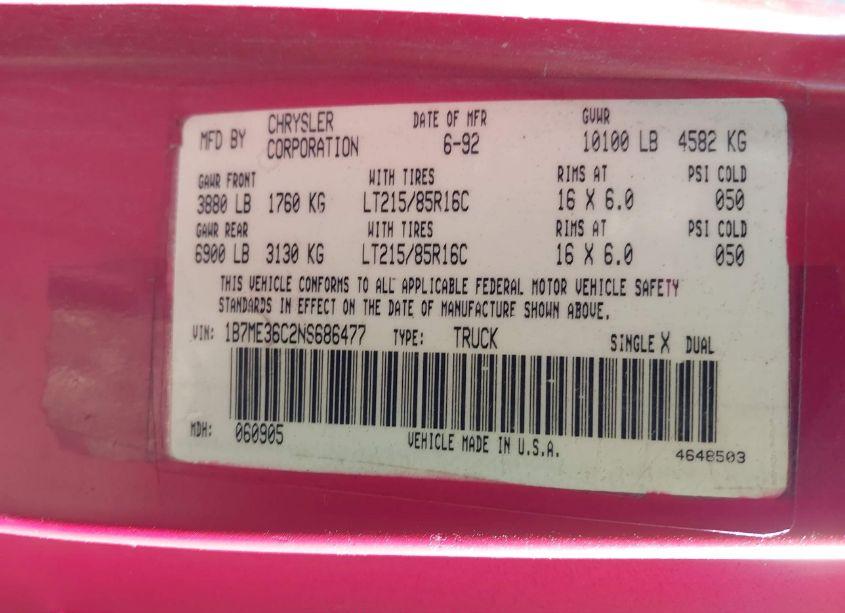 MFD BY CHRYSLER CORPORATION DATE OF MFR 6-92 GVWR 10100 LB 4582 KG
GAWR FRONT WITH TIRES RIMS AT PSI COLD
3880 LB 1760 KG LT215/85R16C 16 X 6.0 050
GAWR REAR WITH TIRES RIMS AT PSI COLD
6900 LB 3130 KG LT215/85R16C 16 X 6.0 050
THIS VEHICLE CONFORMS TO ALL APPLICABLE FEDERAL MOTOR VEHICLE SAFETY
STANDARDS IN EFFECT ON THE DATE OF MANUFACTURE SHOWN ABOVE.
VIN: 1B7ME36C2NS686477 TYPE: TRUCK SINGLE X DUAL
MDH: 060905 VEHICLE MADE IN U.S.A. 4648503